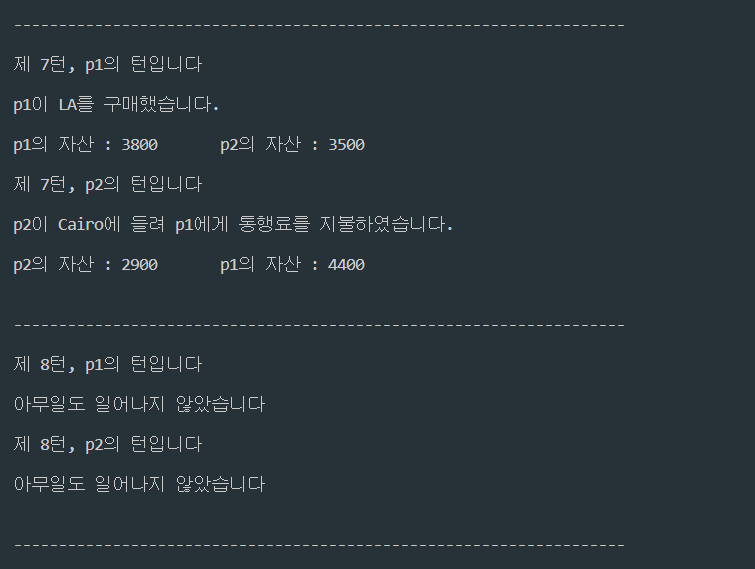 --------------------------------------------------------------------
제 7턴, p1의 턴입니다
p1이 LA를 구매했습니다.
p1의 자산 : 3800 p2의 자산 : 3500
제 7턴, p2의 턴입니다
p2이 Cairo에 들려 p1에게 통행료를 지불하였습니다.
p2의 자산 : 2900 p1의 자산 : 4400
--------------------------------------------------------------------
제 8턴, p1의 턴입니다
아무일도 일어나지 않았습니다
제 8턴, p2의 턴입니다
아무일도 일어나지 않았습니다
--------------------------------------------------------------------